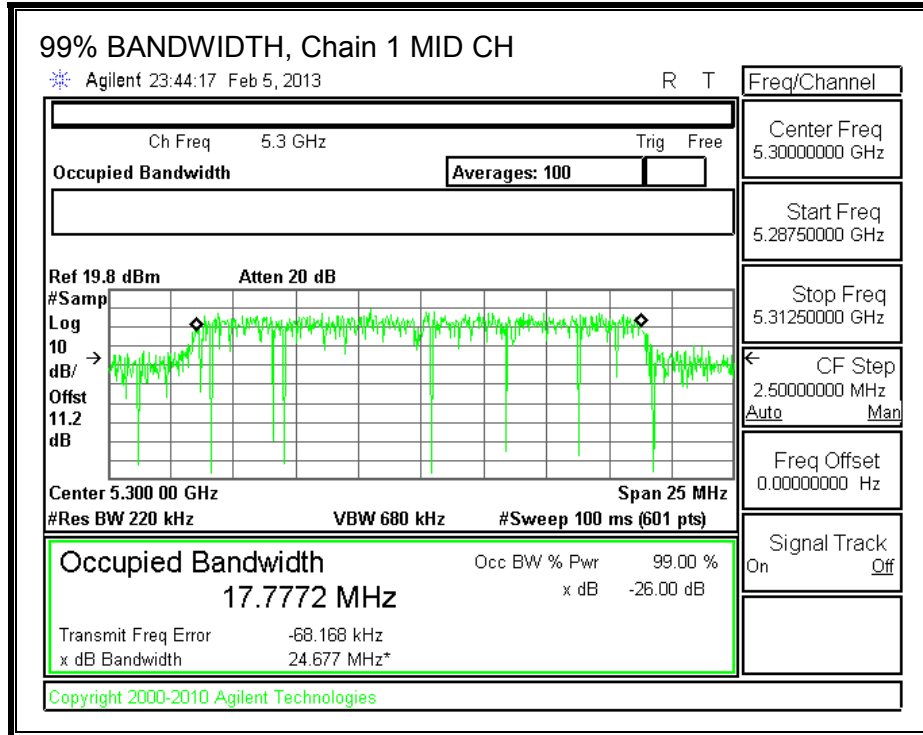 99% BANDWIDTH, Chain 1 MID CH
Agilent 23:44:17 Feb 5, 2013 R T
Ch Freq 5.3 GHz Trig Free
Occupied Bandwidth Averages: 100
Ref 19.8 dBm Atten 20 dB
#Samp
Log
10
dB/
Offst
11.2
dB
Center 5.300 00 GHz Span 25 MHz
#Res BW 220 kHz VBW 680 kHz #Sweep 100 ms (601 pts)
Occupied Bandwidth Occ BW % Pwr 99.00 %
17.7772 MHz x dB -26.00 dB
Transmit Freq Error -68.168 kHz
x dB Bandwidth 24.677 MHz*
Copyright 2000-2010 Agilent Technologies
Freq/Channel
Center Freq
5.30000000 GHz
Start Freq
5.28750000 GHz
Stop Freq
5.31250000 GHz
CF Step
2.50000000 MHz
Auto Man
Freq Offset
0.00000000 Hz
Signal Track
On Off